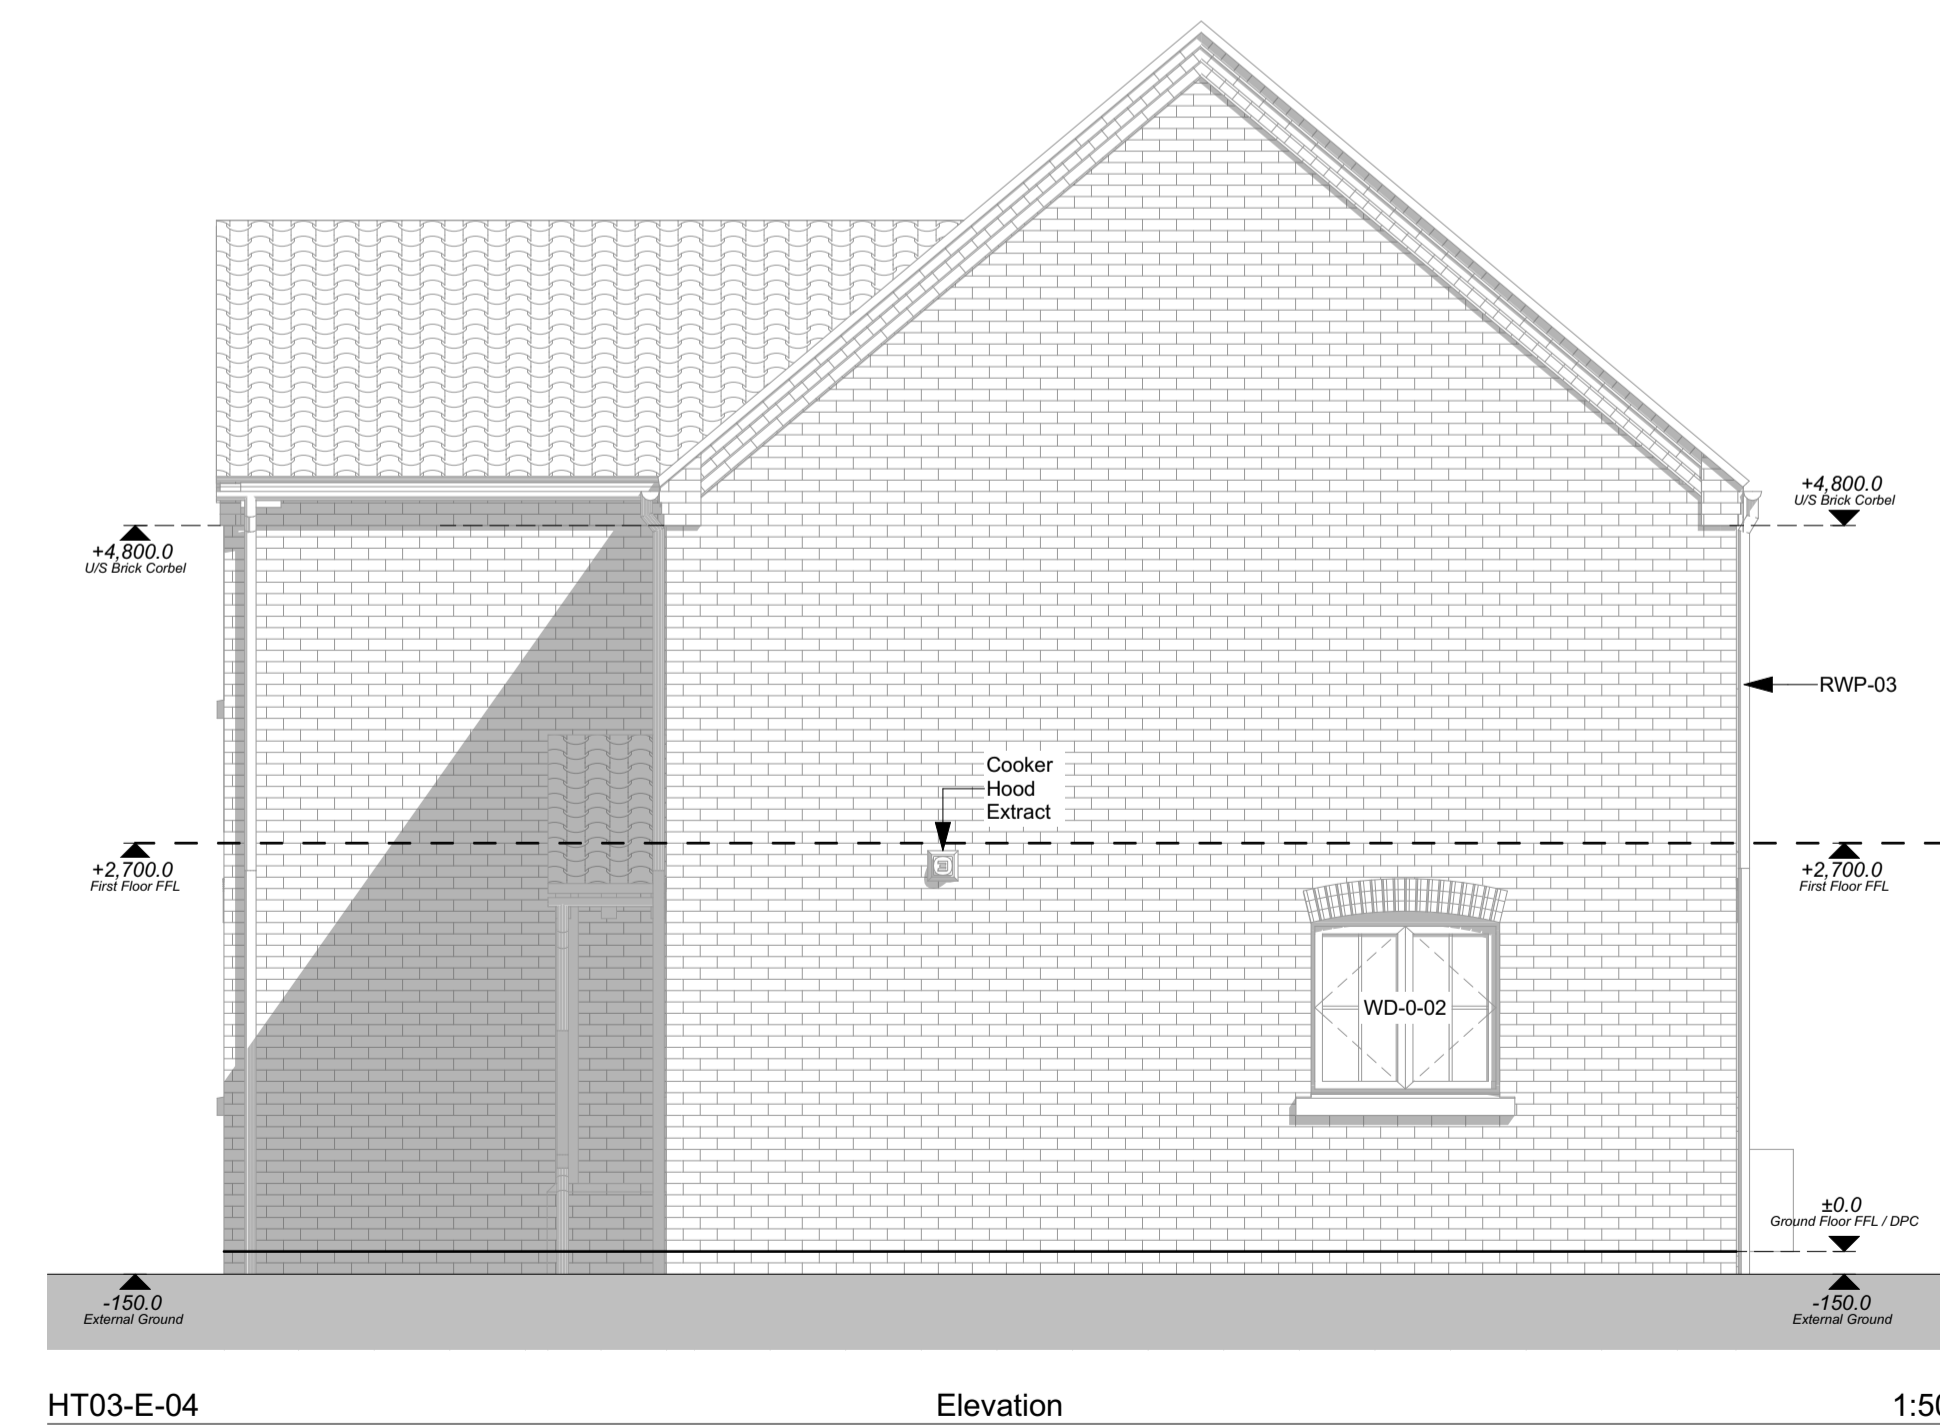 +4,800.0
U/S Brick Corbel
+4,800.0
U/S Brick Corbel
RWP-03
Cooker
Hood
Extract
+2,700.0
First Floor FFL
+2,700.0
First Floor FFL
WD-0-02
±0.0
Ground Floor FFL / DPC
-150.0
External Ground
-150.0
External Ground
HT03-E-04
Elevation